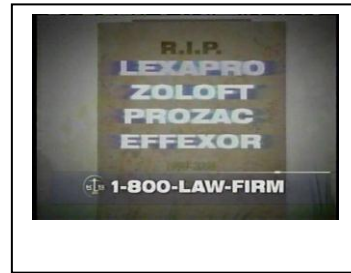 R.I.P.
LEXAPRO
ZOLOFT
PROZAC
EFFEXOR
1-800-LAW-FIRM